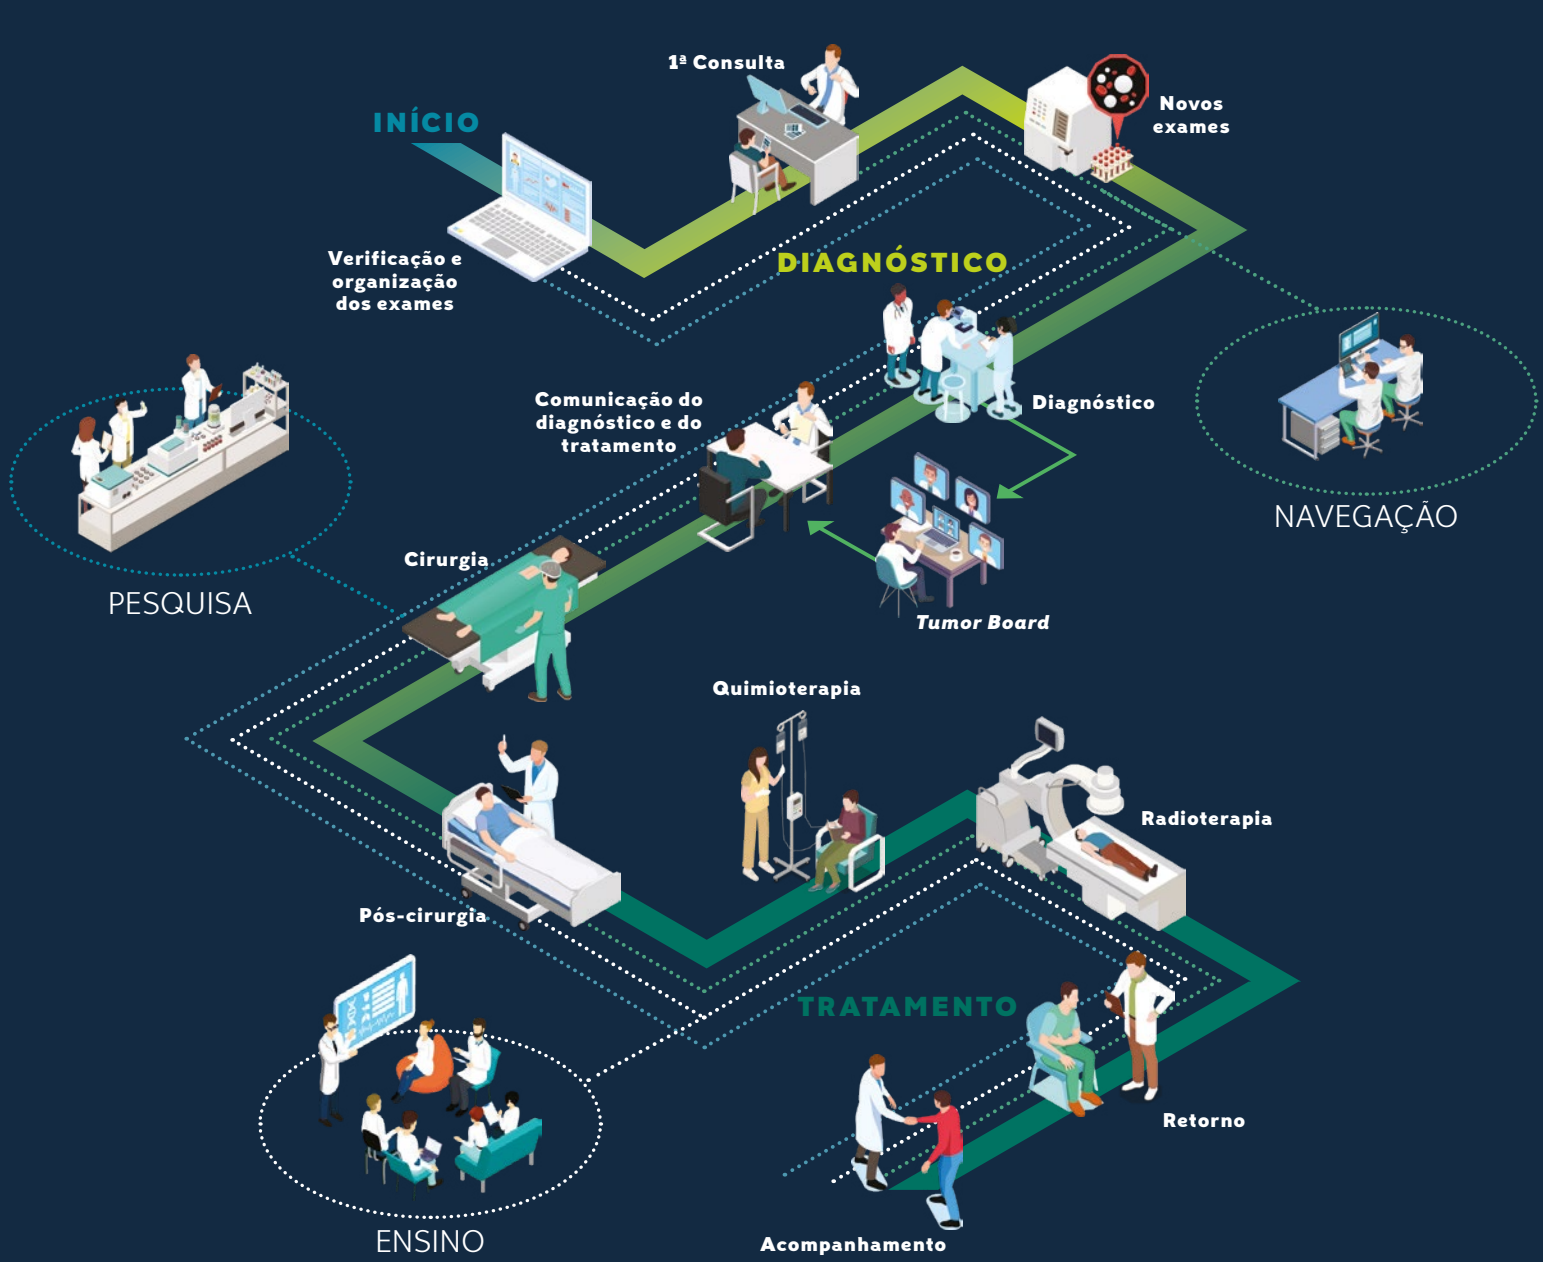 1ª Consulta
INÍCIO
Novos
exames
Verificação e
organização
dos exames
DIAGNÓSTICO
Comunicação do
diagnóstico e do
tratamento
Diagnóstico
NAVEGAÇÃO
Cirurgia
PESQUISA
Tumor Board
Quimioterapia
Radioterapia
Pós-cirurgia
TRATAMENTO
Retorno
ENSINO
Acompanhamento